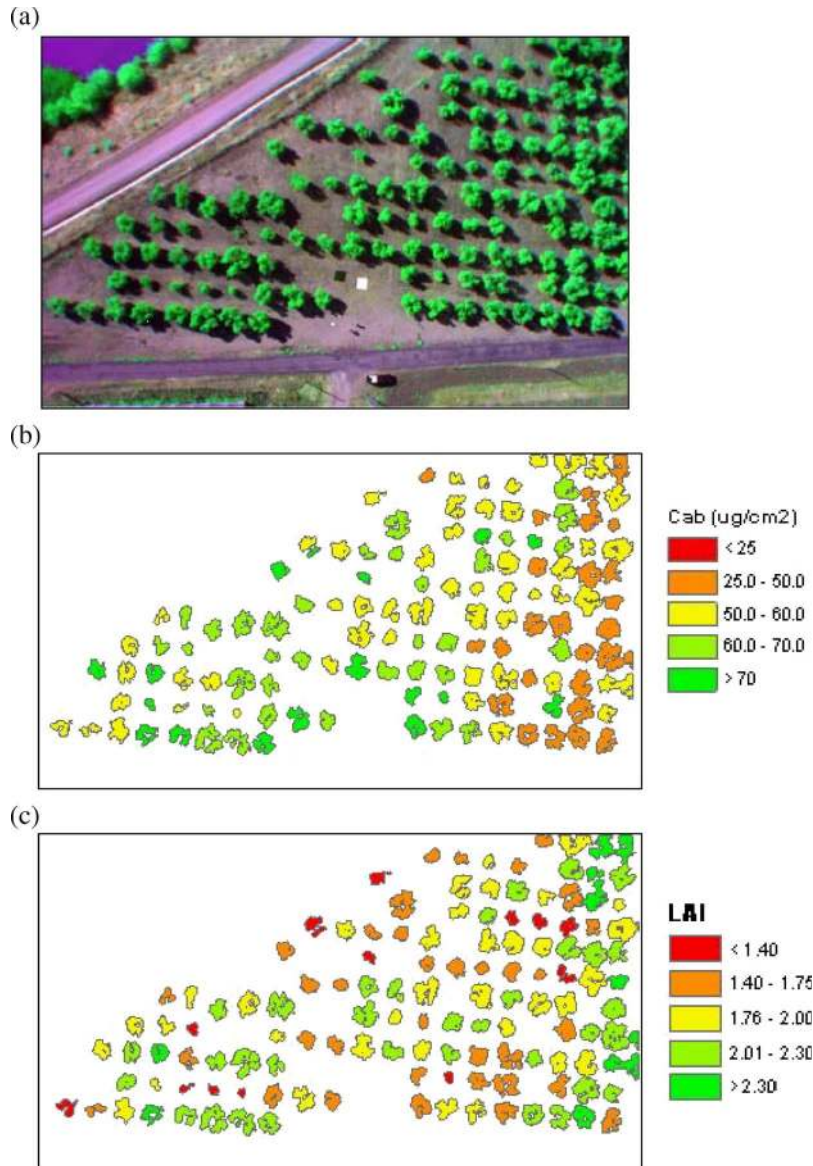 (a)
(b)
Cab (ug/cm2)
< 25
25.0 - 50.0
50.0 - 60.0
60.0 - 70.0
> 70
(c)
LAI
< 1.40
1.40 - 1.75
1.76 - 2.00
2.01 - 2.30
> 2.30